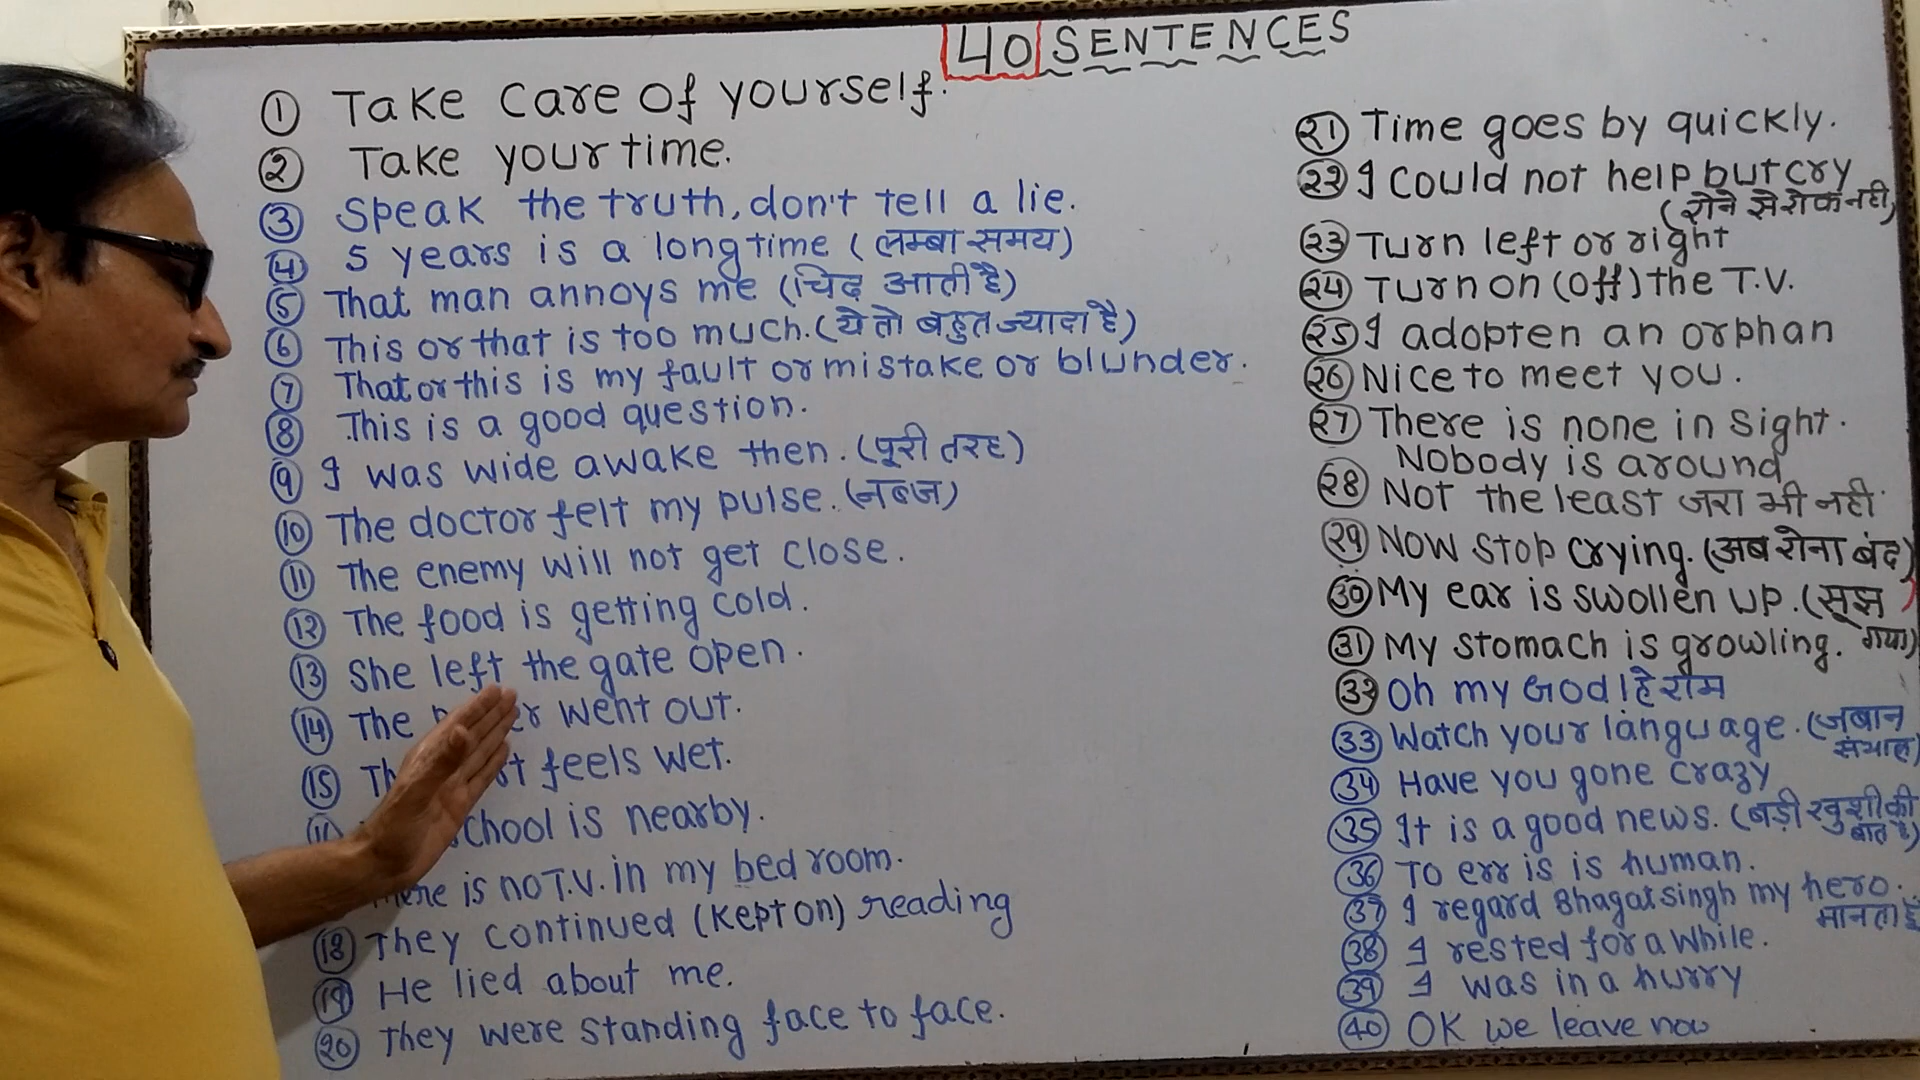 40 SENTENCES
① Take care of yourself.
② Take your time.
③ Speak the truth, don't tell a lie.
④ 5 years is a long time (लम्बा समय)
⑤ That man annoys me (चिढ आती है)
⑥ This or that is too much. (ये तो बहुत ज्यादा है)
⑦ That or this is my fault or mistake or blunder.
⑧ This is a good question.
⑨ I was wide awake then. (पूरी तरह)
⑩ The doctor felt my pulse. (नब्ज)
⑪ The enemy will not get close.
⑫ The food is getting cold.
⑬ She left the gate open.
⑭ The went out.
⑮ feels wet.
is nearby.
is no T.V. in my bed room.
⑱ They continued (kept on) reading
⑲ He lied about me.
⑳ They were standing face to face.
㉑ Time goes by quickly.
㉒ I could not help but cry
(रोने से रोक नही)
㉓ Turn left or right
㉔ Turn on (off) the T.V.
㉕ I adopten an orphan
㉖ Nice to meet you.
㉗ There is none in sight.
Nobody is around
㉘ Not the least जरा भी नही
㉙ Now stop crying. (अब रोना बंद)
㉚ My ear is swollen up. (सूझ
गया)
㉛ My stomach is growling.
㉜ Oh my God! हे राम
㉝ Watch your language. (जबान
संभाल)
㉞ Have you gone crazy
㉟ It is a good news. (बड़ी खुशी की
बात है)
㊱ To err is is human.
㊲ I regard Bhagat singh my hero.
मानता हूँ
㊳ I rested for a while.
㊴ I was in a hurry
㊵ OK we leave now